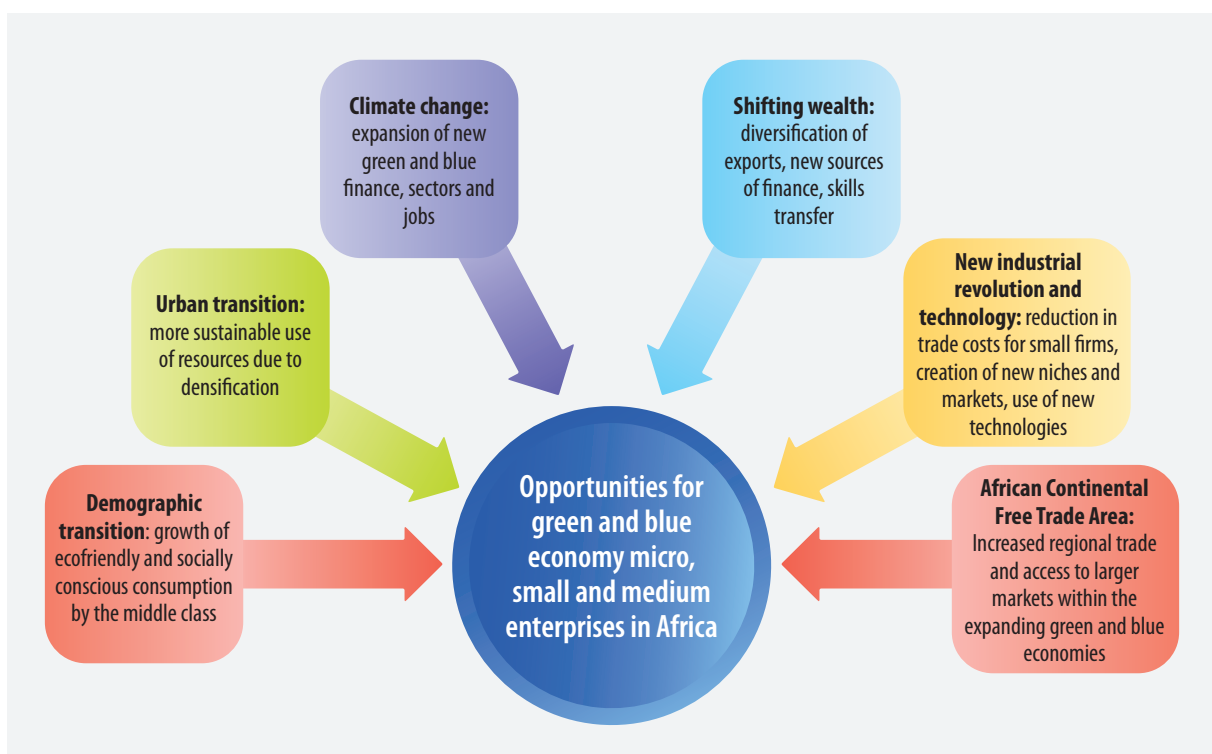 Climate change:
expansion of new
green and blue
finance, sectors and
jobs
Shifting wealth:
diversification of
exports, new sources
of finance, skills
transfer
Urban transition:
more sustainable use
of resources due to
densification
New industrial
revolution and
technology: reduction in
trade costs for small firms,
creation of new niches and
markets, use of new
technologies
Demographic
transition: growth of
ecofriendly and socially
conscious consumption
by the middle class
Opportunities for
green and blue
economy micro,
small and medium
enterprises in Africa
African Continental
Free Trade Area:
Increased regional trade
and access to larger
markets within the
expanding green and blue
economies